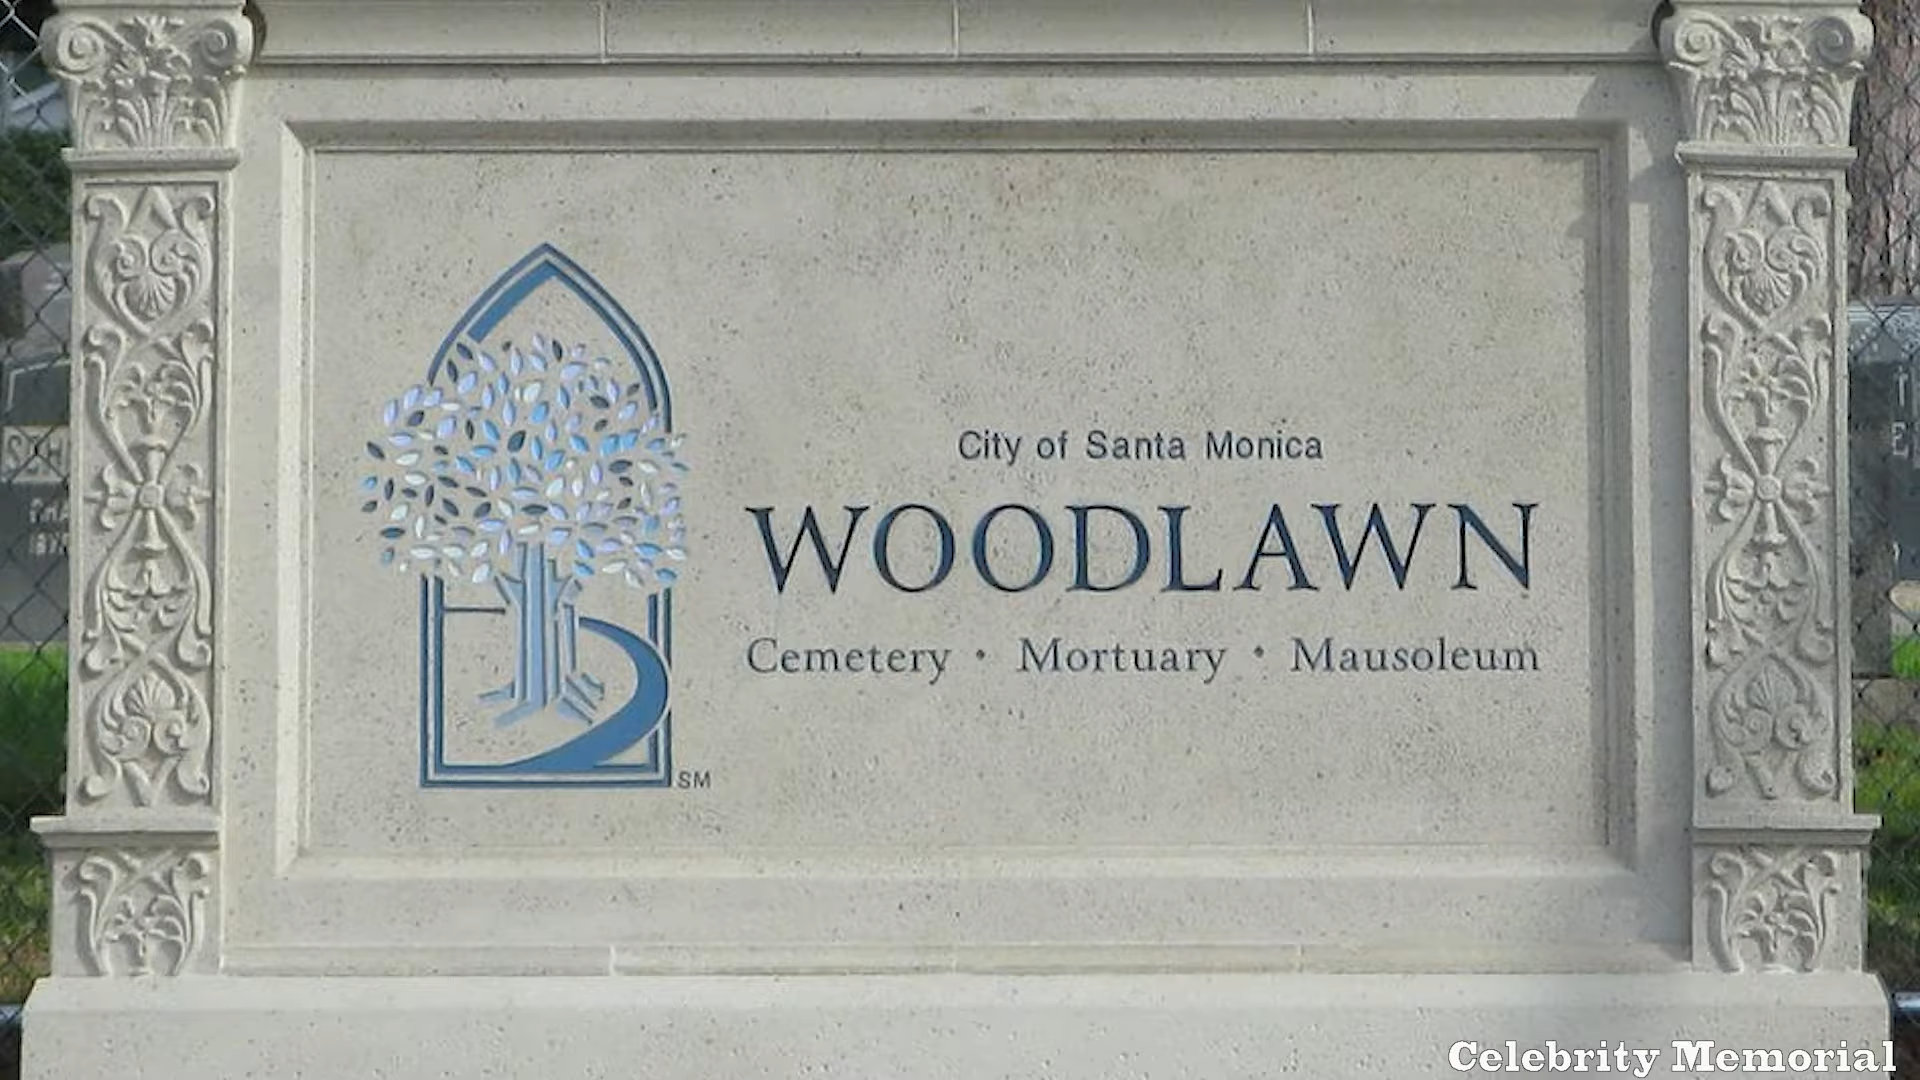 City of Santa Monica
WOODLAWN
Cemetery • Mortuary • Mausoleum
SM
Celebrity Memorial